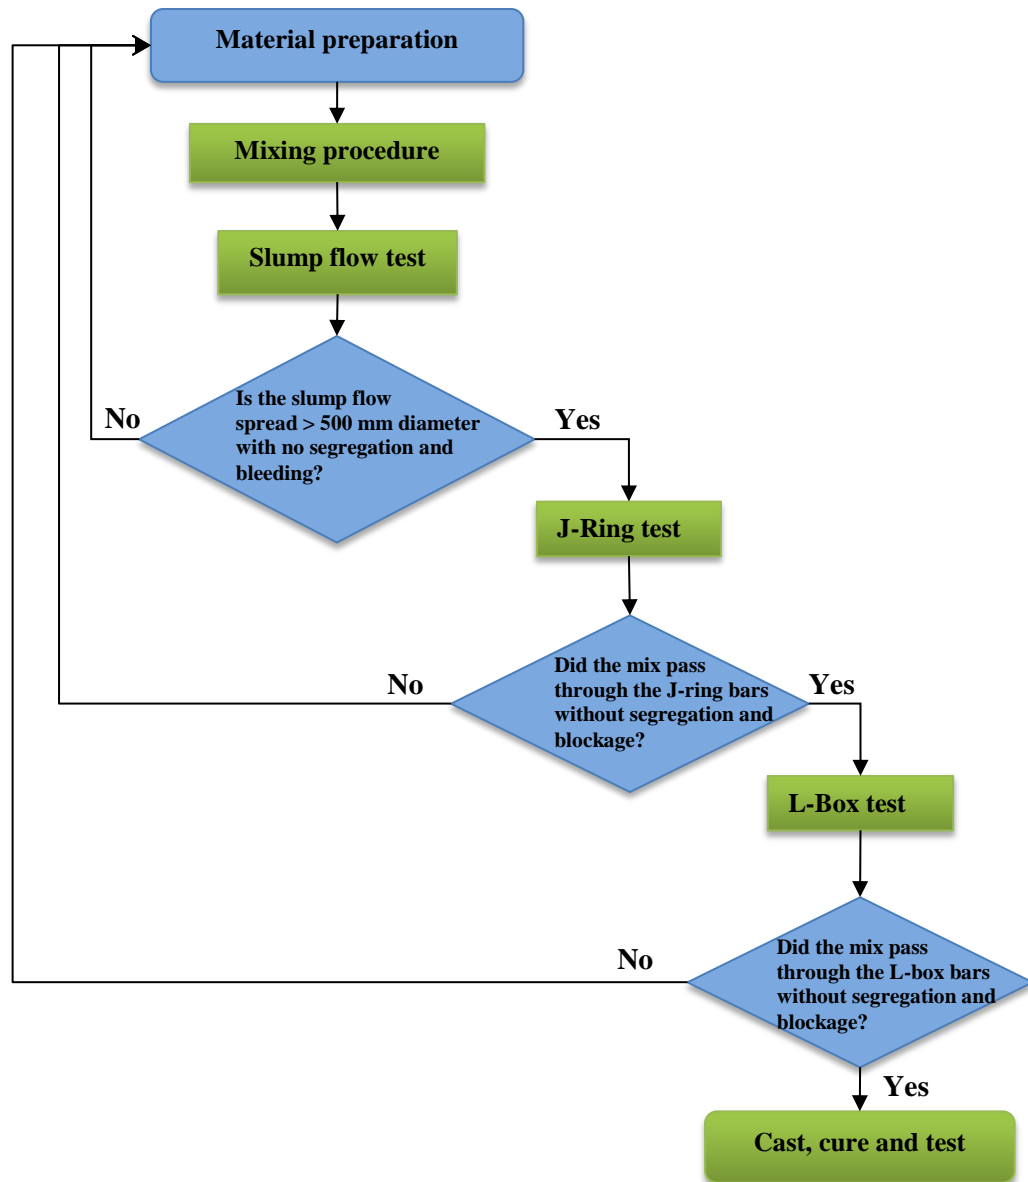 Material preparation
Mixing procedure
Slump flow test
Is the slump flow
spread > 500 mm diameter
with no segregation and
bleeding?
No
Yes
J-Ring test
Did the mix pass
through the J-ring bars
without segregation and
blockage?
No
Yes
L-Box test
Did the mix pass
through the L-box bars
without segregation and
blockage?
No
Yes
Cast, cure and test